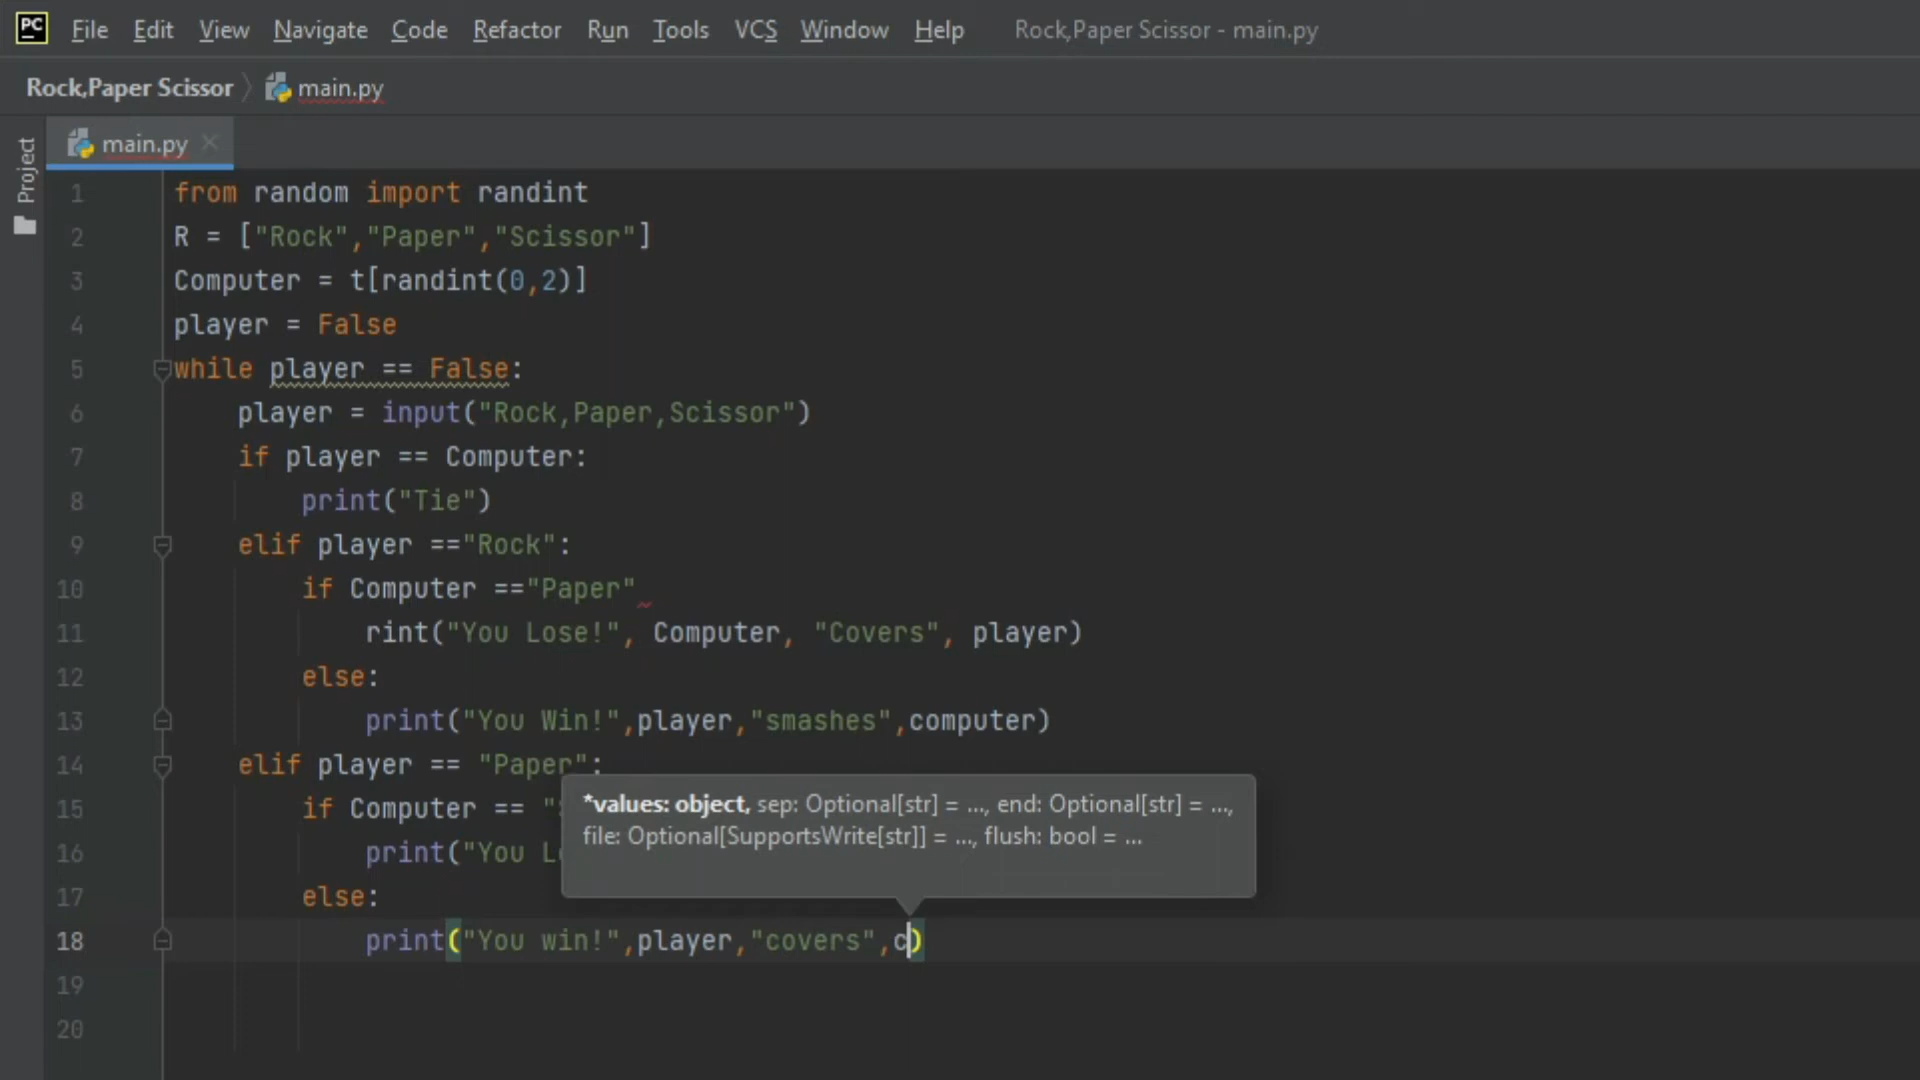 PC File Edit View Navigate Code Refactor Run Tools VCS Window Help Rock,Paper Scissor - main.py
Rock,Paper Scissor main.py
Project
main.py
1 from random import randint
2 R = ["Rock","Paper","Scissor"]
3 Computer = t[randint(0,2)]
4 player = False
5 while player == False:
6 player = input("Rock,Paper,Scissor")
7 if player == Computer:
8 print("Tie")
9 elif player =="Rock":
10 if Computer =="Paper"
11 rint("You Lose!", Computer, "Covers", player)
12 else:
13 print("You Win!",player,"smashes",computer)
14 elif player == "Paper":
15 if Computer == "
16 print("You
17 else:
18 print("You win!",player,"covers",c)
19
20
*values: object, sep: Optional[str] = ..., end: Optional[str] = ...,
file: Optional[SupportsWrite[str]] = ..., flush: bool = ...